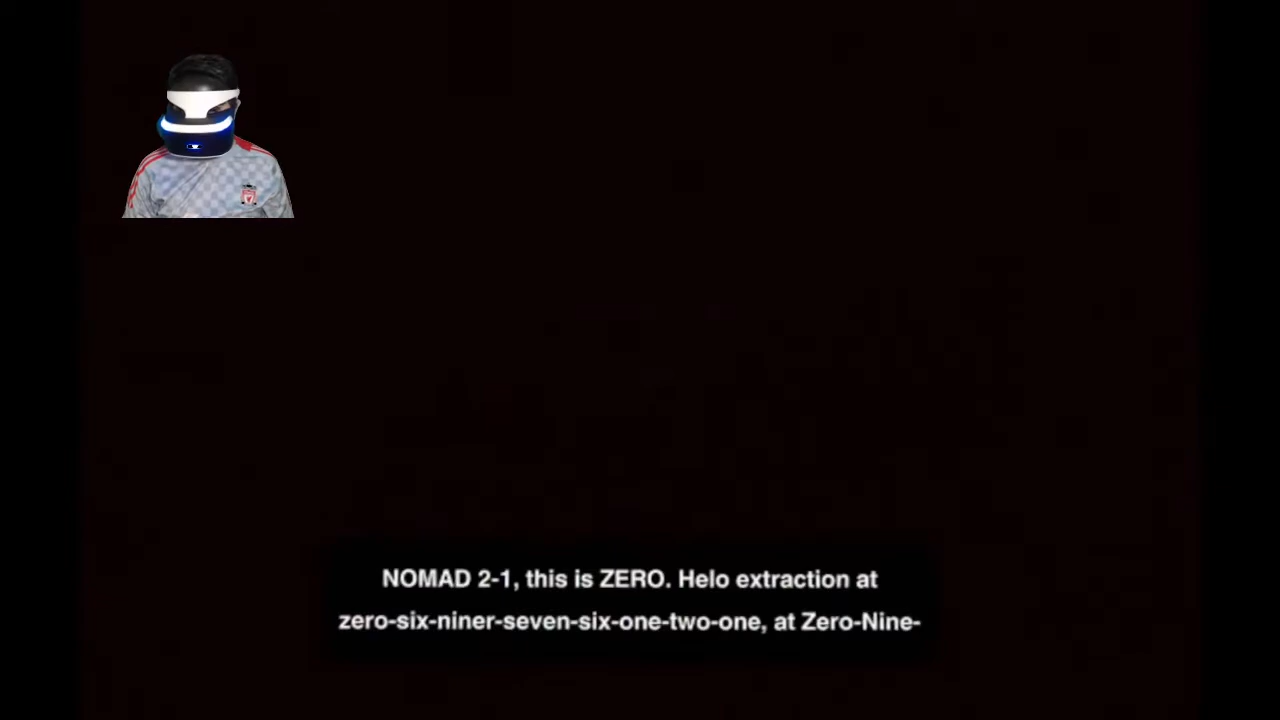 NOMAD 2-1, this is ZERO. Helo extraction at
zero-six-niner-seven-six-one-two-one, at Zero-Nine-